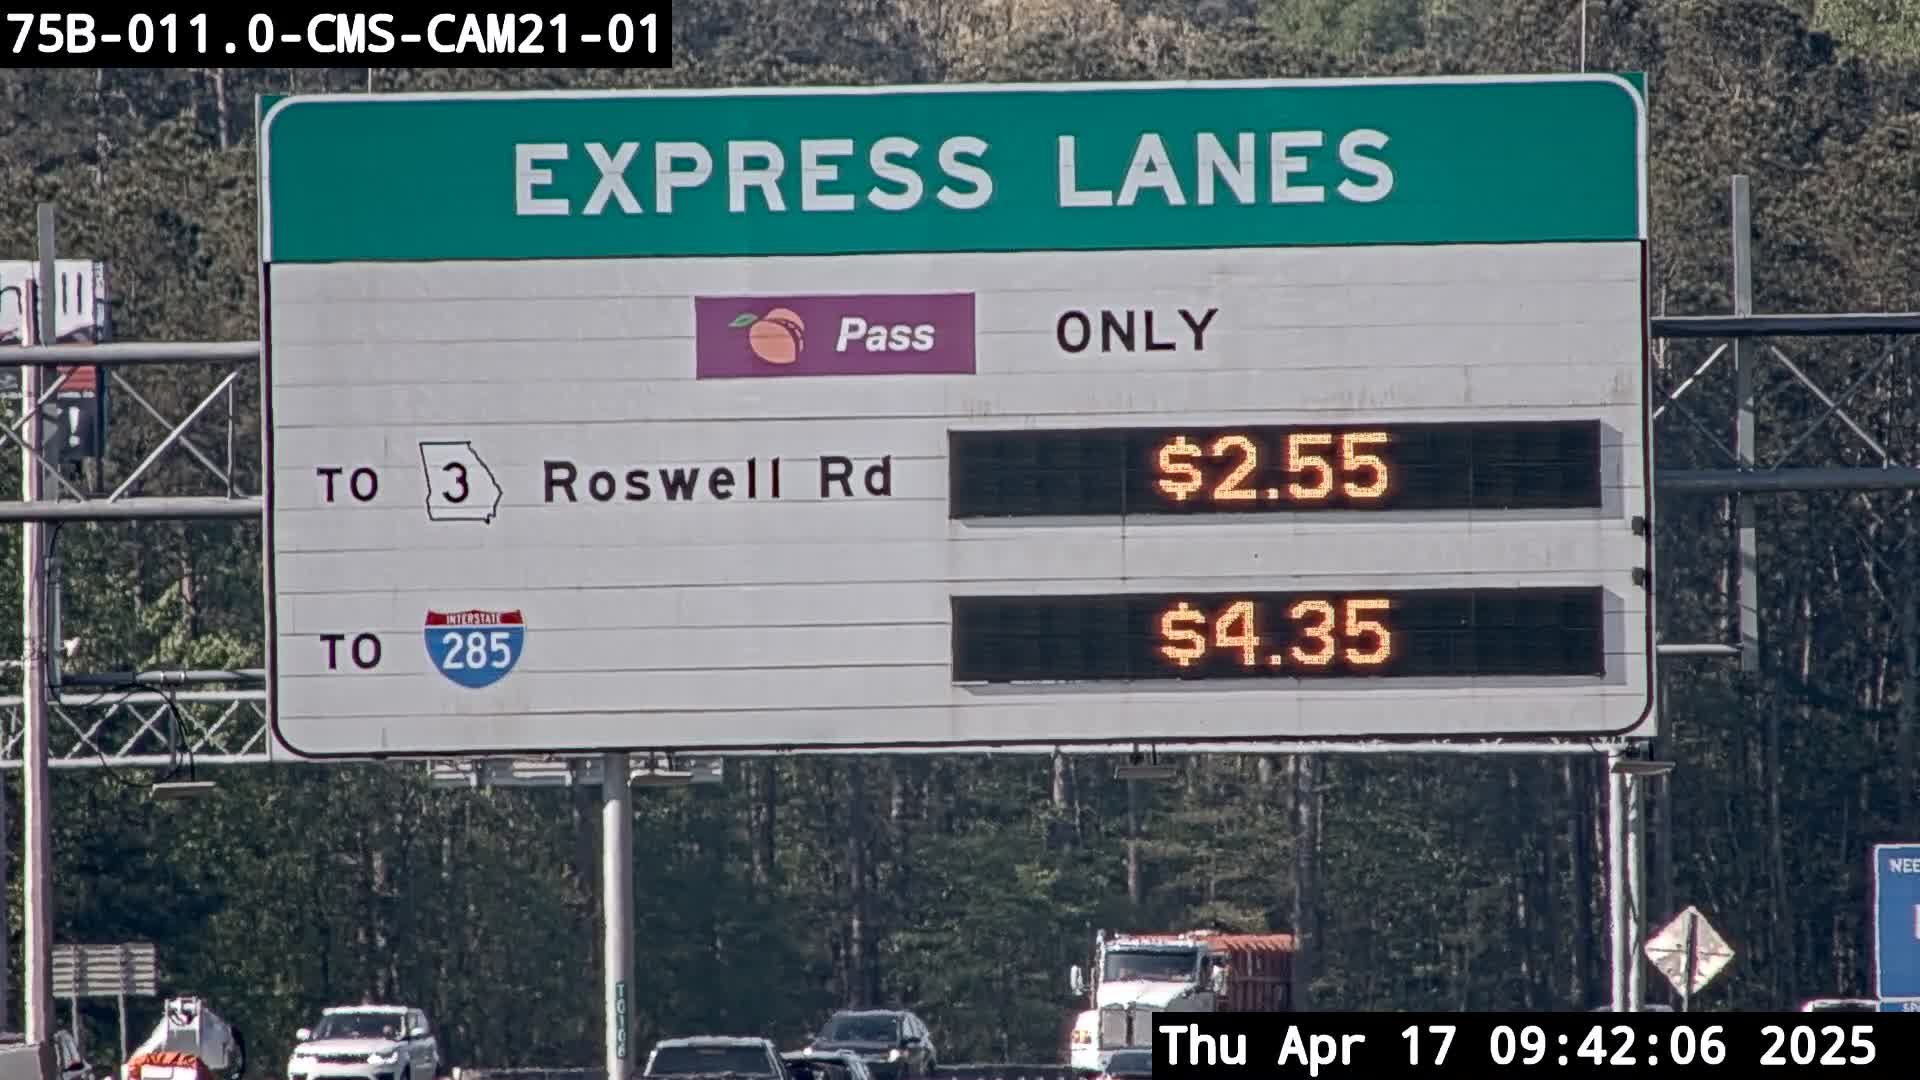 75B-011.0-CMS-CAM21-01
EXPRESS LANES
Pass ONLY
TO 3 Roswell Rd $2.55
TO INTERSTATE 285 $4.35
NEE
Thu Apr 17 09:42:06 2025